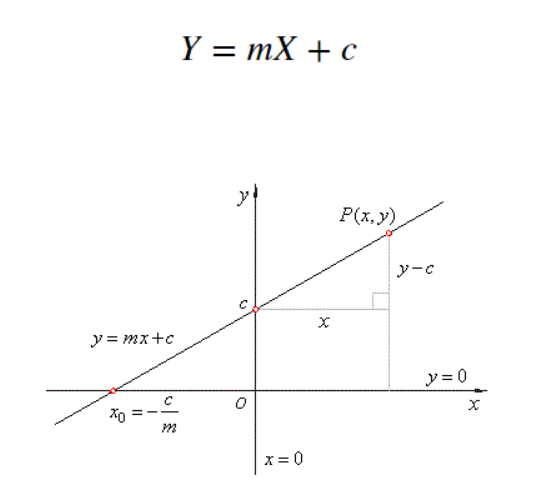 Y = mX + c
y
P(x, y)
y−c
c
x
y = mx+c
y = 0
x₀ = −c/m
O
x
x = 0